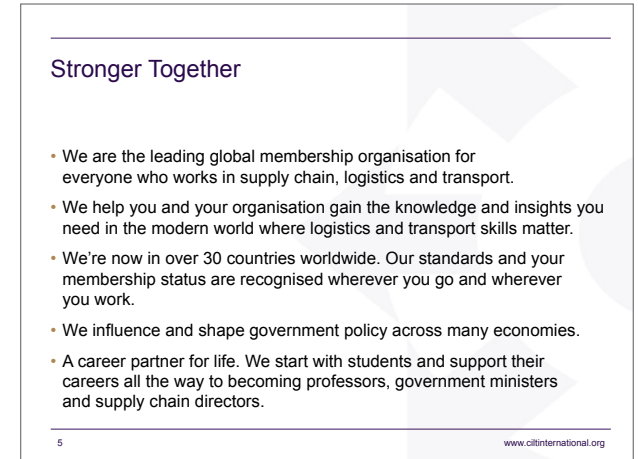 Stronger Together
• We are the leading global membership organisation for
everyone who works in supply chain, logistics and transport.
• We help you and your organisation gain the knowledge and insights you
need in the modern world where logistics and transport skills matter.
• We’re now in over 30 countries worldwide. Our standards and your
membership status are recognised wherever you go and wherever
you work.
• We influence and shape government policy across many economies.
• A career partner for life. We start with students and support their
careers all the way to becoming professors, government ministers
and supply chain directors.
5 www.ciltinternational.org